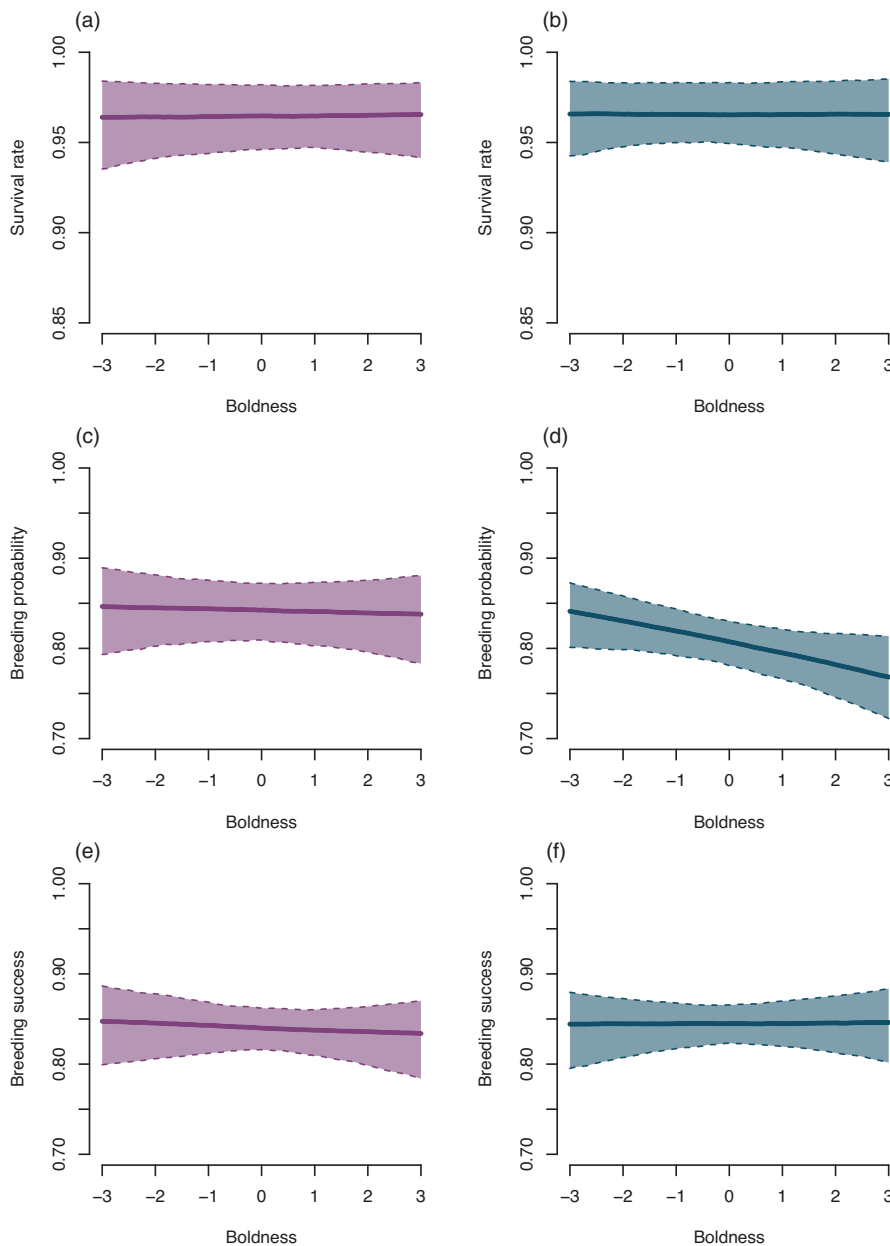 (a)
1.00
0.95
0.90
0.85
Survival rate
−3 −2 −1 0 1 2 3
Boldness
(b)
1.00
0.95
0.90
0.85
Survival rate
−3 −2 −1 0 1 2 3
Boldness
(c)
1.00
0.90
0.80
0.70
Breeding probability
−3 −2 −1 0 1 2 3
Boldness
(d)
1.00
0.90
0.80
0.70
Breeding probability
−3 −2 −1 0 1 2 3
Boldness
(e)
1.00
0.90
0.80
0.70
Breeding success
−3 −2 −1 0 1 2 3
Boldness
(f)
1.00
0.90
0.80
0.70
Breeding success
−3 −2 −1 0 1 2 3
Boldness